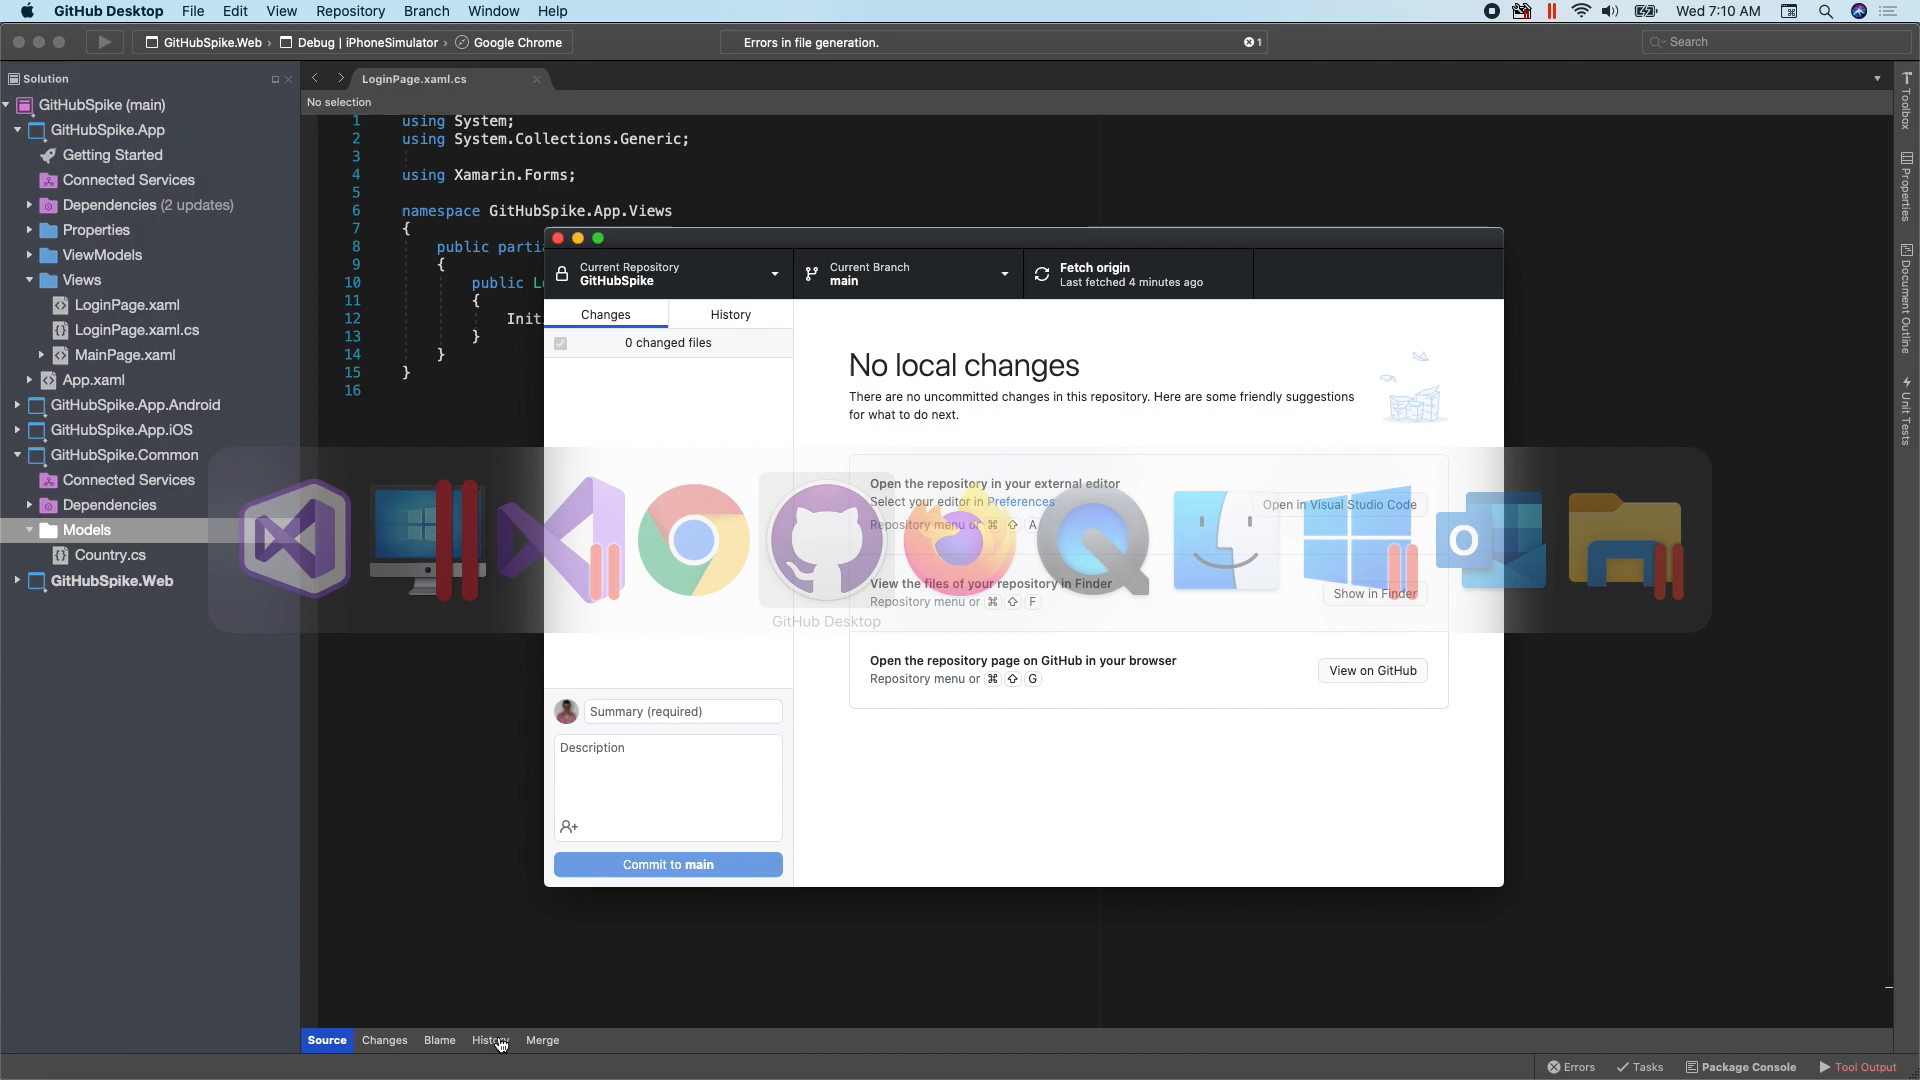 GitHub Desktop File Edit View Repository Branch Window Help Wed 7:10 AM
GitHubSpike.Web › Debug | iPhoneSimulator › Google Chrome
Errors in file generation. 1
Search
Solution
LoginPage.xaml.cs
No selection
GitHubSpike (main)
GitHubSpike.App
Getting Started
Connected Services
Dependencies (2 updates)
Properties
ViewModels
Views
LoginPage.xaml
LoginPage.xaml.cs
MainPage.xaml
App.xaml
GitHubSpike.App.Android
GitHubSpike.App.iOS
GitHubSpike.Common
Connected Services
Dependencies
Models
Country.cs
GitHubSpike.Web
1 using System;
2 using System.Collections.Generic;
3
4 using Xamarin.Forms;
5
6 namespace GitHubSpike.App.Views
7 {
8 public partia
9 {
10 public L
11 {
12 Initi
13 }
14 }
15 }
16
Current Repository
GitHubSpike
Current Branch
main
Fetch origin
Last fetched 4 minutes ago
Changes History
0 changed files
No local changes
There are no uncommitted changes in this repository. Here are some friendly suggestions
for what to do next.
Open the repository in your external editor
Select your editor in Preferences
Repository menu or ⌘ ⇧ A
Open in Visual Studio Code
View the files of your repository in Finder
Repository menu or ⌘ ⇧ F
Show in Finder
GitHub Desktop
Open the repository page on GitHub in your browser
Repository menu or ⌘ ⇧ G
View on GitHub
Summary (required)
Description
Commit to main
Toolbox
Properties
Document Outline
Unit Tests
Source Changes Blame History Merge
Errors Tasks Package Console Tool Output